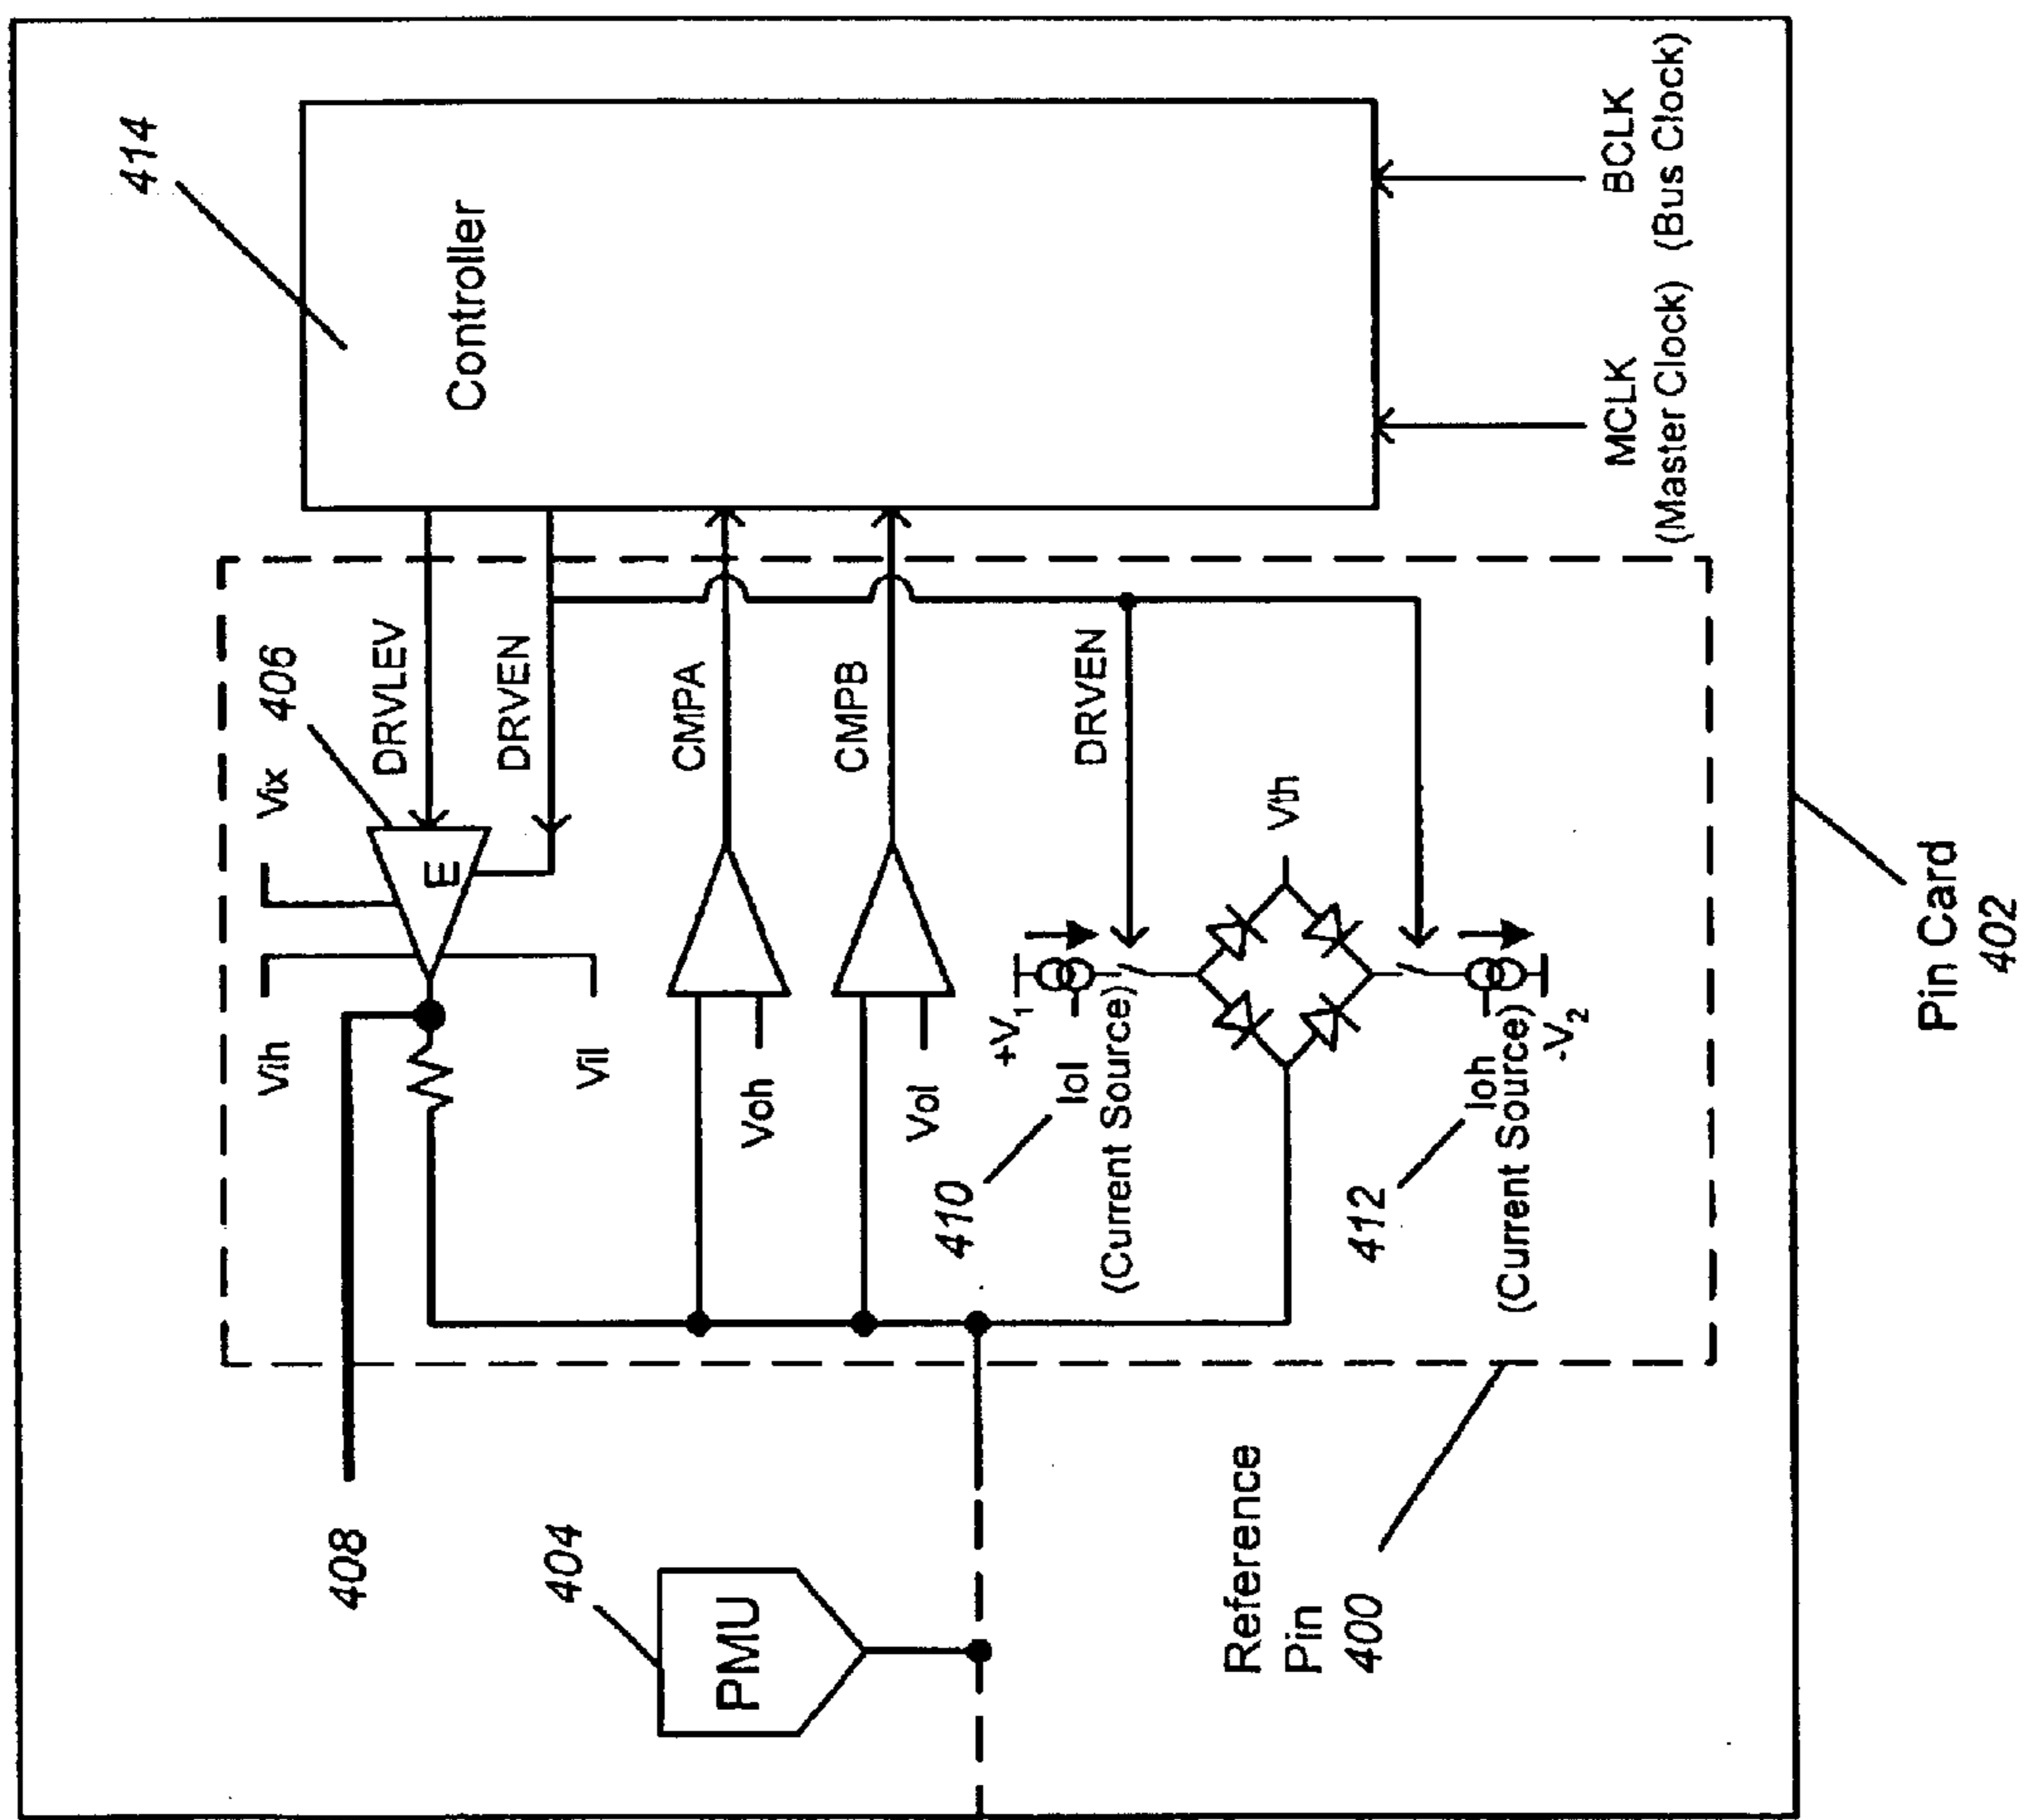 414
Vih
Vix
406
408
DRVLEV
E
Controller
DRVEN
404
Vil
CMPA
PMU
Voh
CMPB
Vol
410
+V₁
Iol
DRVEN
(Current Source)
Vth
Reference
Pin
400
412
Ioh
(Current Source)
-V₂
MCLK
(Master Clock)
BCLK
(Bus Clock)
Pin Card
402